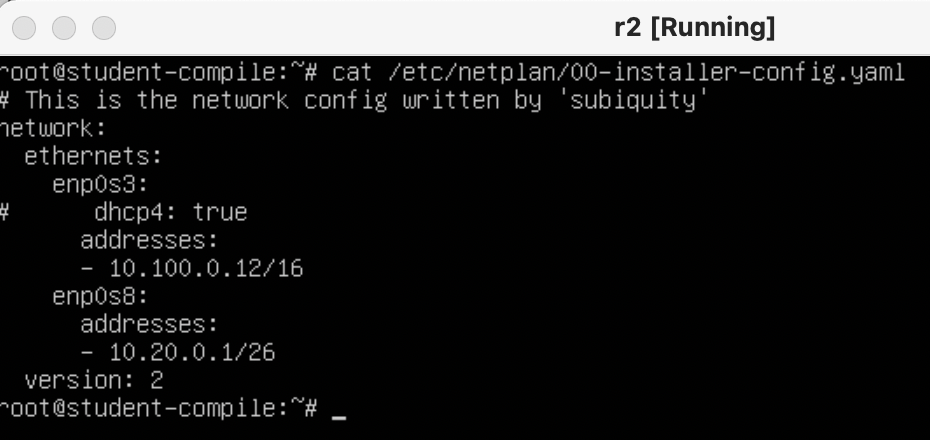 r2 [Running]
root@student-compile:~# cat /etc/netplan/00-installer-config.yaml
# This is the network config written by 'subiquity'
network:
  ethernets:
    enp0s3:
#      dhcp4: true
      addresses:
      - 10.100.0.12/16
    enp0s8:
      addresses:
      - 10.20.0.1/26
  version: 2
root@student-compile:~# _